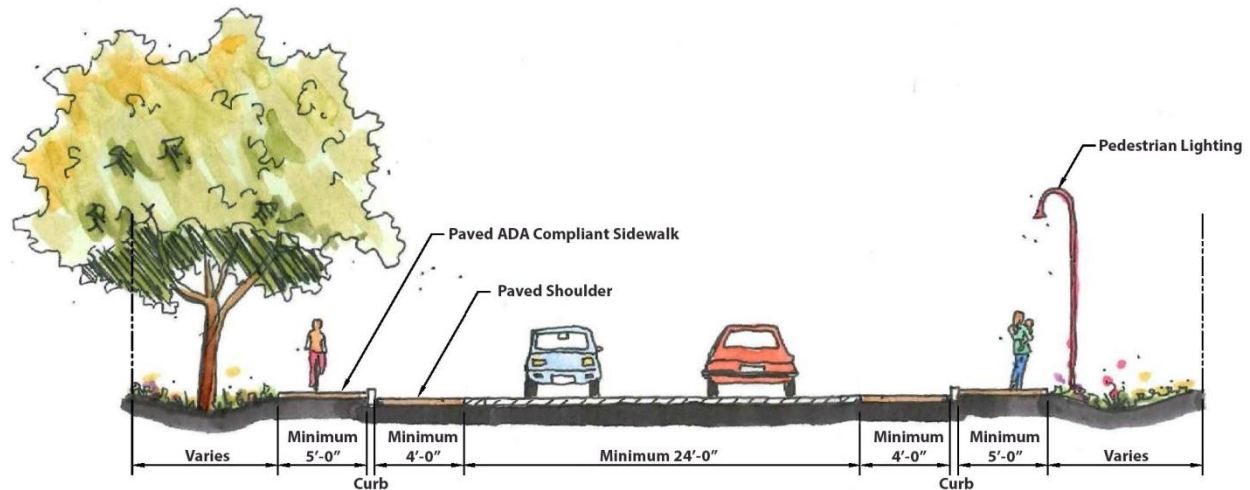 Pedestrian Lighting
Paved ADA Compliant Sidewalk
Paved Shoulder
Varies
Minimum
5'-0”
Curb
Minimum
4'-0”
Minimum 24'-0”
Minimum
4'-0”
Curb
Minimum
5'-0”
Varies